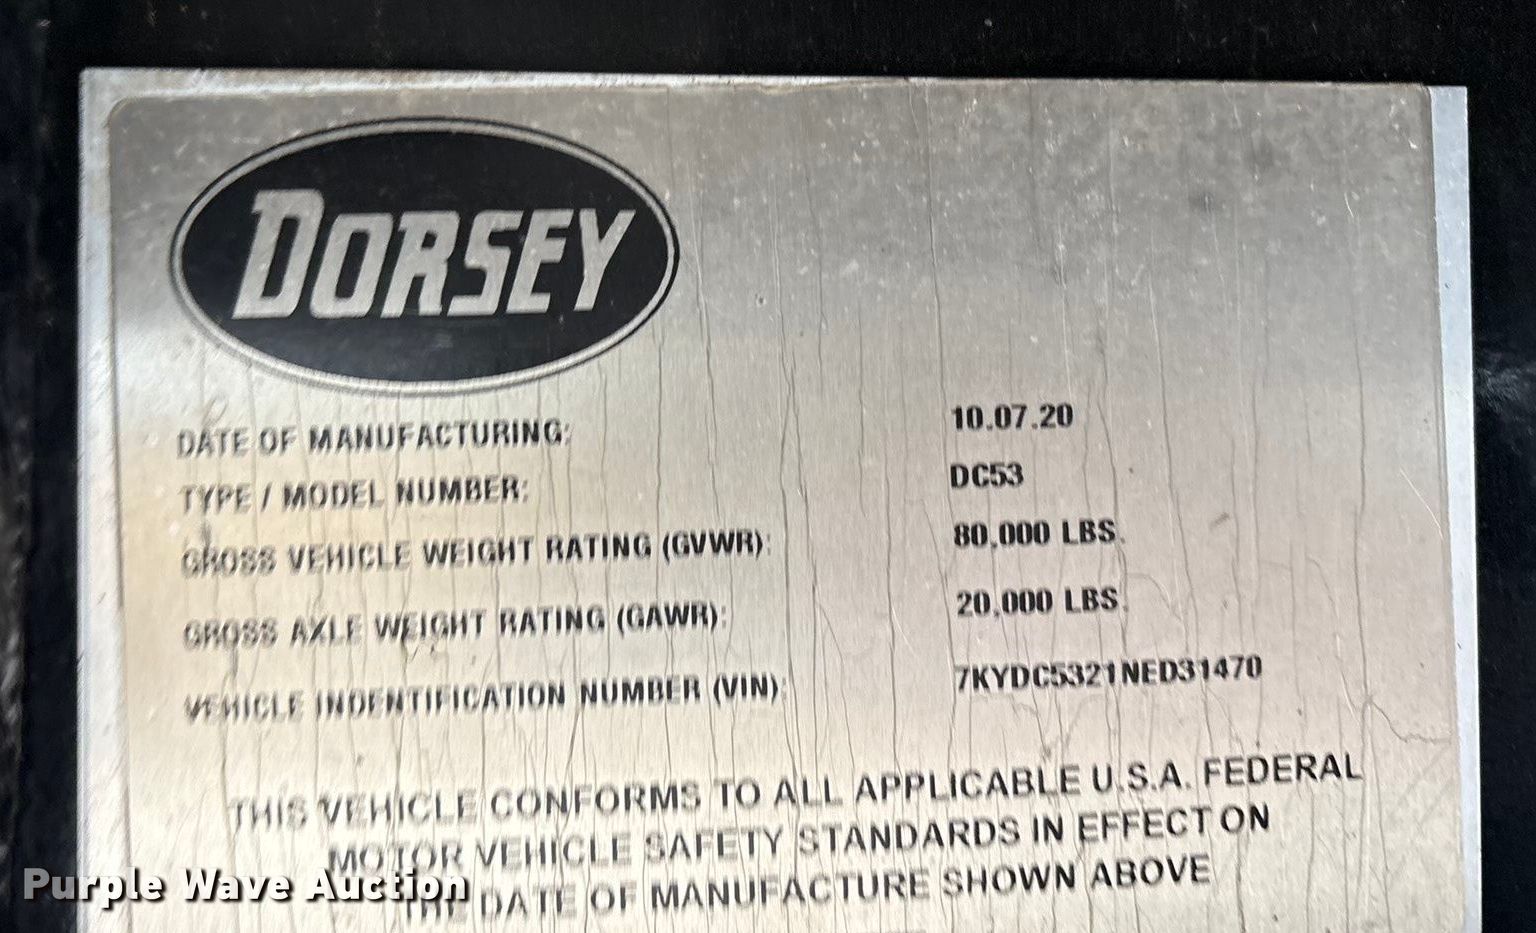 DORSEY
DATE OF MANUFACTURING: 10.07.20
TYPE / MODEL NUMBER: DC53
GROSS VEHICLE WEIGHT RATING (GVWR): 80,000 LBS.
GROSS AXLE WEIGHT RATING (GAWR): 20,000 LBS.
VEHICLE INDENTIFICATION NUMBER (VIN): 7KYDC5321NED31470
THIS VEHICLE CONFORMS TO ALL APPLICABLE U.S.A. FEDERAL
MOTOR VEHICLE SAFETY STANDARDS IN EFFECT ON
THE DATE OF MANUFACTURE SHOWN ABOVE
Purple Wave Auction